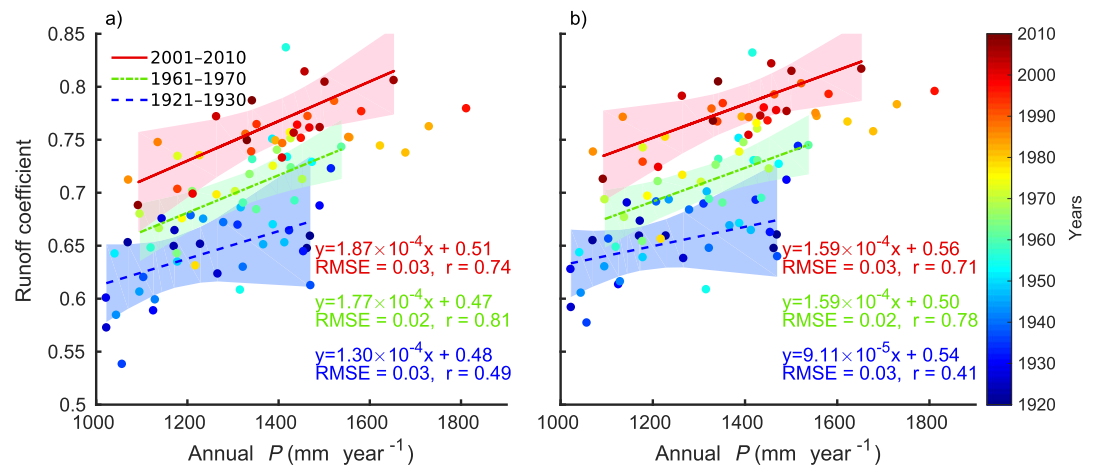 a)
b)
0.85
0.8
0.75
0.7
0.65
0.6
0.55
0.5
Runoff coefficient
2001–2010
1961–1970
1921–1930
y=1.87×10-4x + 0.51
RMSE = 0.03, r = 0.74
y=1.77×10-4x + 0.47
RMSE = 0.02, r = 0.81
y=1.30×10-4x + 0.48
RMSE = 0.03, r = 0.49
1000 1200 1400 1600 1800
Annual P (mm year -1)
y=1.59×10-4x + 0.56
RMSE = 0.03, r = 0.71
y=1.59×10-4x + 0.50
RMSE = 0.02, r = 0.78
y=9.11×10-5x + 0.54
RMSE = 0.03, r = 0.41
1000 1200 1400 1600 1800
Annual P (mm year -1)
2010
2000
1990
1980
1970
1960
1950
1940
1930
1920
Years